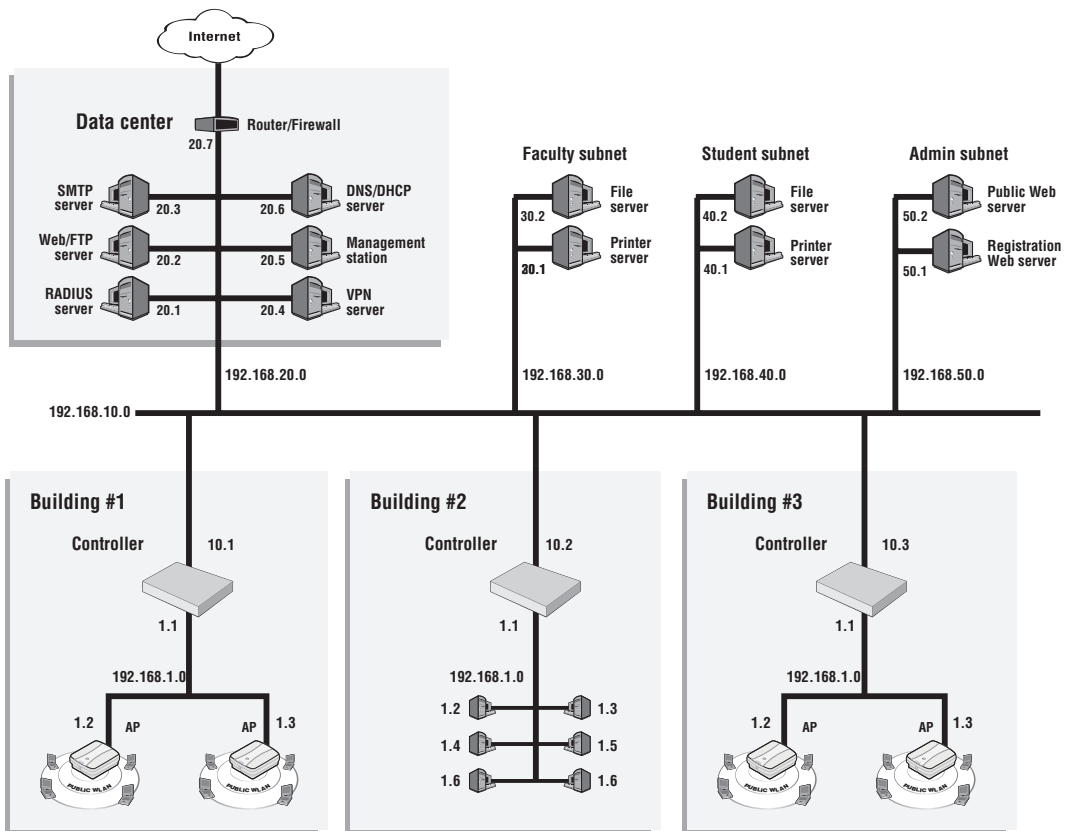 Internet
Data center
Router/Firewall
20.7
SMTP
server
20.3
20.6
DNS/DHCP
server
Web/FTP
server
20.2
20.5
Management
station
RADIUS
server
20.1
20.4
VPN
server
Faculty subnet
File
server
30.2
Printer
server
Student subnet
File
server
40.2
Printer
server
40.1
Admin subnet
Public Web
server
50.2
Registration
Web server
50.1
192.168.20.0
192.168.30.0
192.168.40.0
192.168.50.0
192.168.10.0
Building #1
Controller
10.1
1.1
192.168.1.0
1.2
AP
AP
1.3
PUBLIC WLAN
PUBLIC WLAN
Building #2
Controller
10.2
1.1
192.168.1.0
1.2
1.3
1.4
1.5
1.6
1.6
Building #3
Controller
10.3
1.1
192.168.1.0
1.2
AP
AP
1.3
PUBLIC WLAN
PUBLIC WLAN